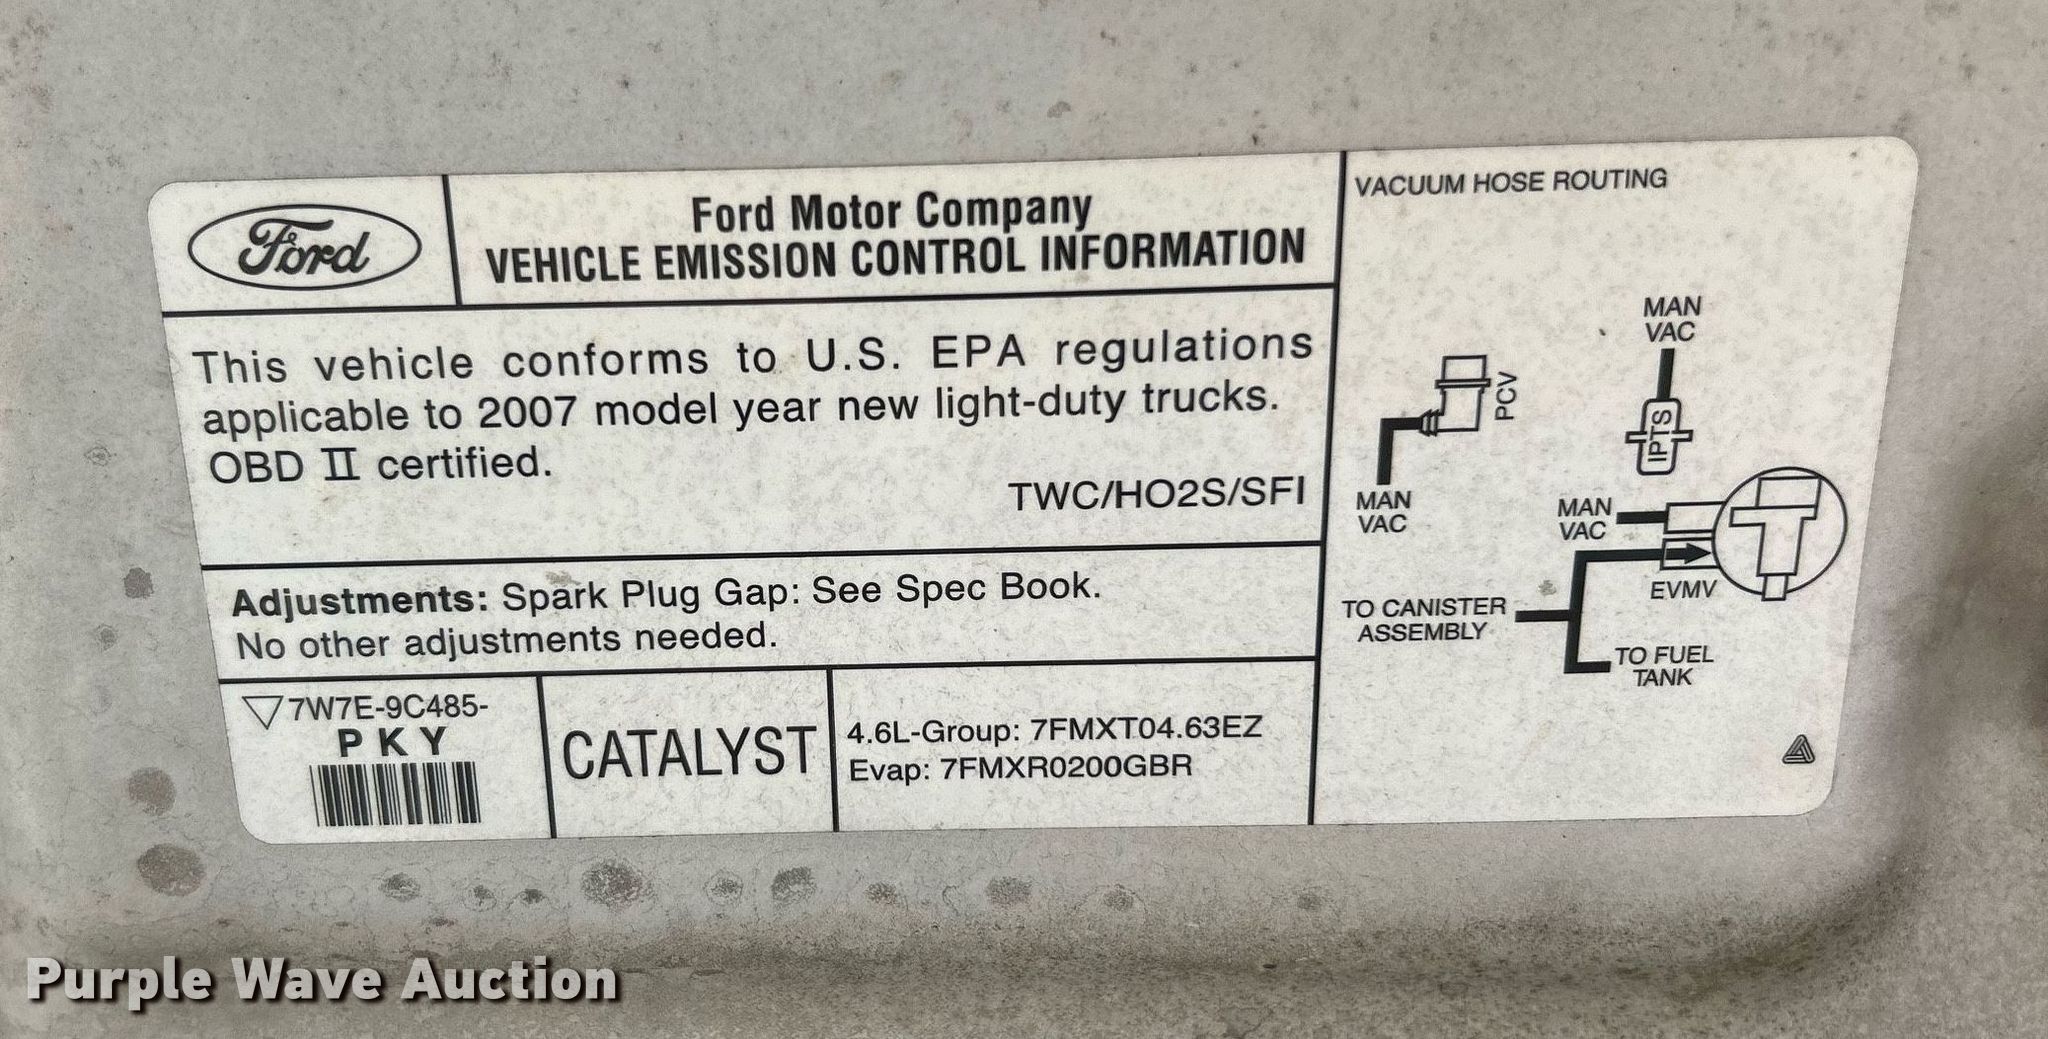 Ford
Ford Motor Company
VEHICLE EMISSION CONTROL INFORMATION
This vehicle conforms to U.S. EPA regulations
applicable to 2007 model year new light-duty trucks.
OBD II certified.
TWC/HO2S/SFI
Adjustments: Spark Plug Gap: See Spec Book.
No other adjustments needed.
7W7E-9C485-
PKY
CATALYST
4.6L-Group: 7FMXT04.63EZ
Evap: 7FMXR0200GBR
VACUUM HOSE ROUTING
MAN
VAC
PCV
IPTS
MAN
VAC
MAN
VAC
EVMV
TO CANISTER
ASSEMBLY
TO FUEL
TANK
Purple Wave Auction